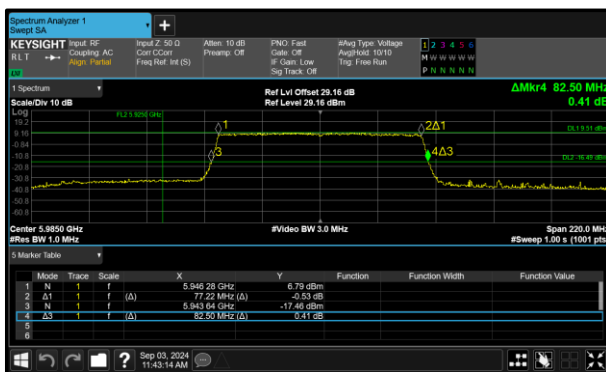 Spectrum Analyzer 1
Swept SA
+
KEYSIGHT Input: RF Input Z: 50 Ω Atten: 10 dB PNO: Fast #Avg Type: Voltage 1 2 3 4 5 6
RLT Coupling: AC Corr CCorr Preamp: Off Gate: Off Avg|Hold: 10/10 M W W W W W
Align: Partial Freq Ref: Int (S) IF Gain: Low Trig: Free Run P N N N N N
Sig Track: Off
1 Spectrum Ref Lvl Offset 29.16 dB ΔMkr4 82.50 MHz
Scale/Div 10 dB Ref Level 29.16 dBm 0.41 dB
Log
19.2 FL2 5.9250 GHz
9.16 1 2Δ1 DL1 9.51 dBm
-0.84
-10.8 3 4Δ3 DL2 -16.49 dBm
-20.8
-30.8
-40.8
-50.8
-60.8
Center 5.9850 GHz #Video BW 3.0 MHz Span 220.0 MHz
#Res BW 1.0 MHz #Sweep 1.00 s (1001 pts)
5 Marker Table
Mode Trace Scale X Y Function Function Width Function Value
1 N 1 f 5.946 28 GHz 6.79 dBm
2 Δ1 1 f (Δ) 77.22 MHz (Δ) -0.53 dB
3 N 1 f 5.943 64 GHz -17.46 dBm
4 Δ3 1 f (Δ) 82.50 MHz (Δ) 0.41 dB
5
6
? Sep 03, 2024
11:43:14 AM